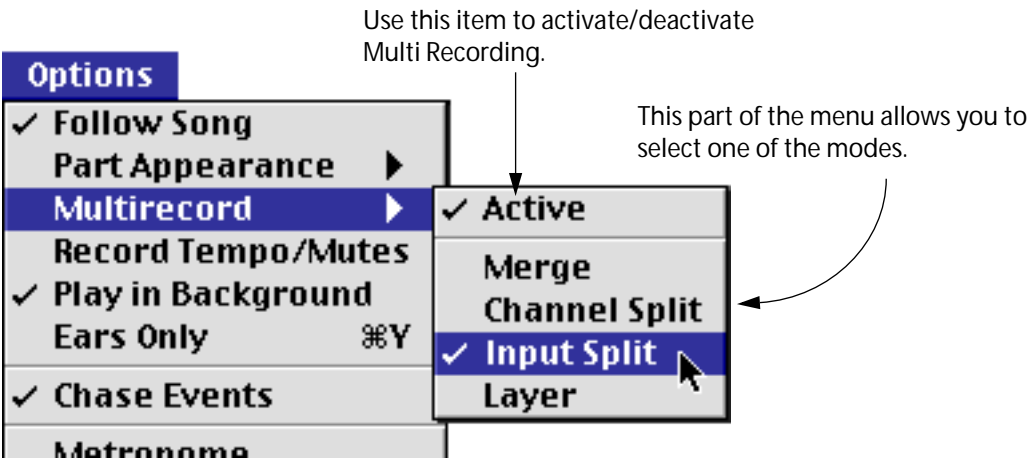 Use this item to activate/deactivate
Multi Recording.
This part of the menu allows you to
select one of the modes.
Options
✓ Follow Song
Part Appearance ▶
Multirecord ▶
Record Tempo/Mutes
✓ Play in Background
Ears Only ⌘Y
✓ Chase Events
Metronome
✓ Active
Merge
Channel Split
✓ Input Split
Layer